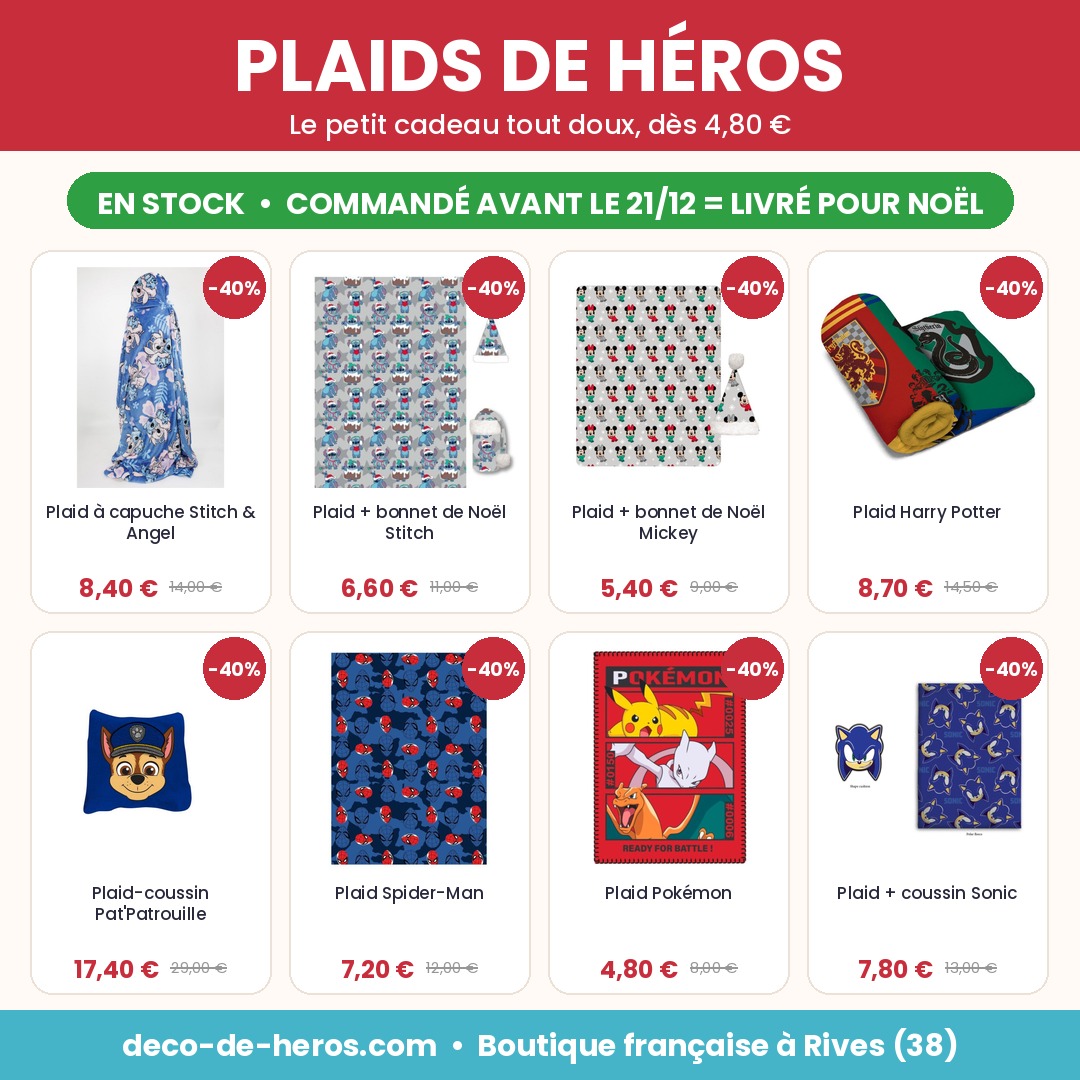 PLAIDS DE HÉROS
Le petit cadeau tout doux, dès 4,80 €
EN STOCK • COMMANDÉ AVANT LE 21/12 = LIVRÉ POUR NOËL
-40%
-40%
-40%
-40%
Slytherin
Plaid à capuche Stitch &
Angel
8,40 € 14,00 €
Plaid + bonnet de Noël
Stitch
6,60 € 11,00 €
Plaid + bonnet de Noël
Mickey
5,40 € 9,00 €
Plaid Harry Potter
8,70 € 14,50 €
-40%
-40%
-40%
-40%
POKÉMON
#0025
#0150
#0006
READY FOR BATTLE !
SONIC
Plaid-coussin
Pat'Patrouille
17,40 € 29,00 €
Plaid Spider-Man
7,20 € 12,00 €
Plaid Pokémon
4,80 € 8,00 €
Plaid + coussin Sonic
7,80 € 13,00 €
deco-de-heros.com • Boutique française à Rives (38)